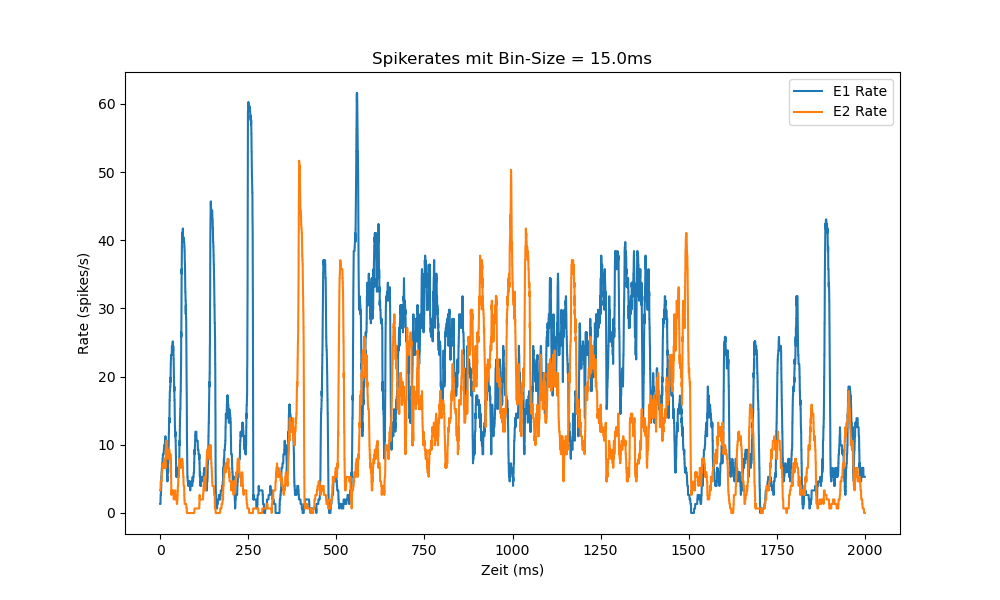 Spikerates mit Bin-Size = 15.0ms
E1 Rate
E2 Rate
Rate (spikes/s)
60
50
40
30
20
10
0
0 250 500 750 1000 1250 1500 1750 2000
Zeit (ms)